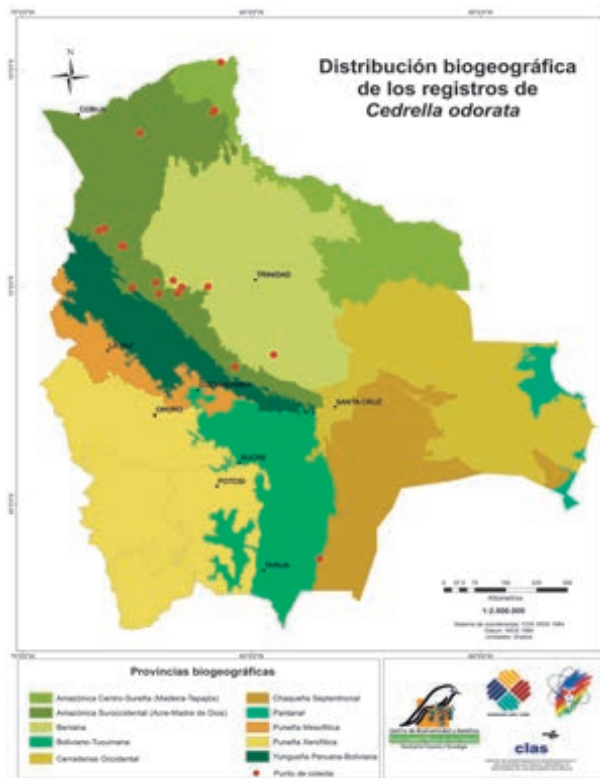 Distribución biogeográfica
de los registros de
Cedrella odorata
N
COBIJA
TRINIDAD
LA PAZ
COCHABAMBA
ORURO
SANTA CRUZ
SUCRE
POTOSI
TARIJA
Kilometros
1:2.500.000
Provincias biogeográficas
Amazónica Centro-Sureña (Madera-Tapajós)
Amazónica Suroccidental (Acre-Madre de Dios)
Beniana
Boliviano-Tucumana
Cerradense Occidental
Chaqueña Septentrional
Pantanal
Puneña Mesofítica
Puneña Xerofítica
Yungueña Peruano-Boliviana
Punto de colecta
clas